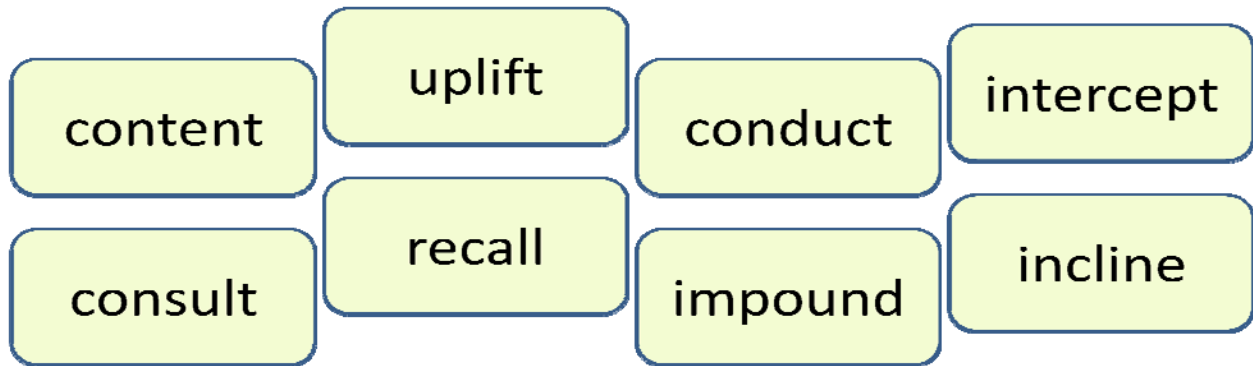 content
uplift
conduct
intercept
consult
recall
impound
incline